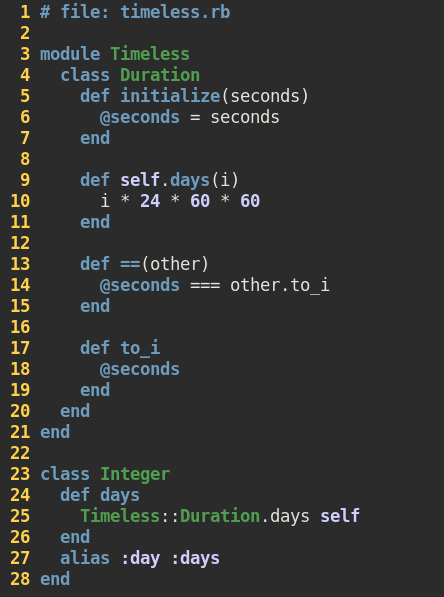 1 # file: timeless.rb
2
3 module Timeless
4   class Duration
5     def initialize(seconds)
6       @seconds = seconds
7     end
8
9     def self.days(i)
10       i * 24 * 60 * 60
11     end
12
13     def ==(other)
14       @seconds === other.to_i
15     end
16
17     def to_i
18       @seconds
19     end
20   end
21 end
22
23 class Integer
24   def days
25     Timeless::Duration.days self
26   end
27   alias :day :days
28 end